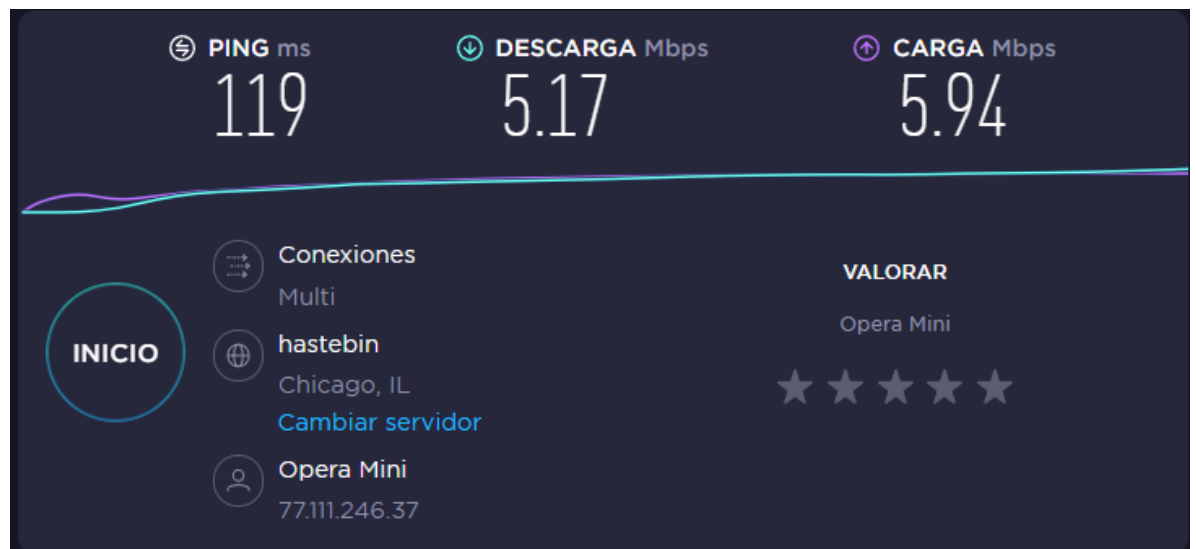 PING ms
119
DESCARGA Mbps
5.17
CARGA Mbps
5.94
INICIO
Conexiones
Multi
hastebin
Chicago, IL
Cambiar servidor
Opera Mini
77.111.246.37
VALORAR
Opera Mini